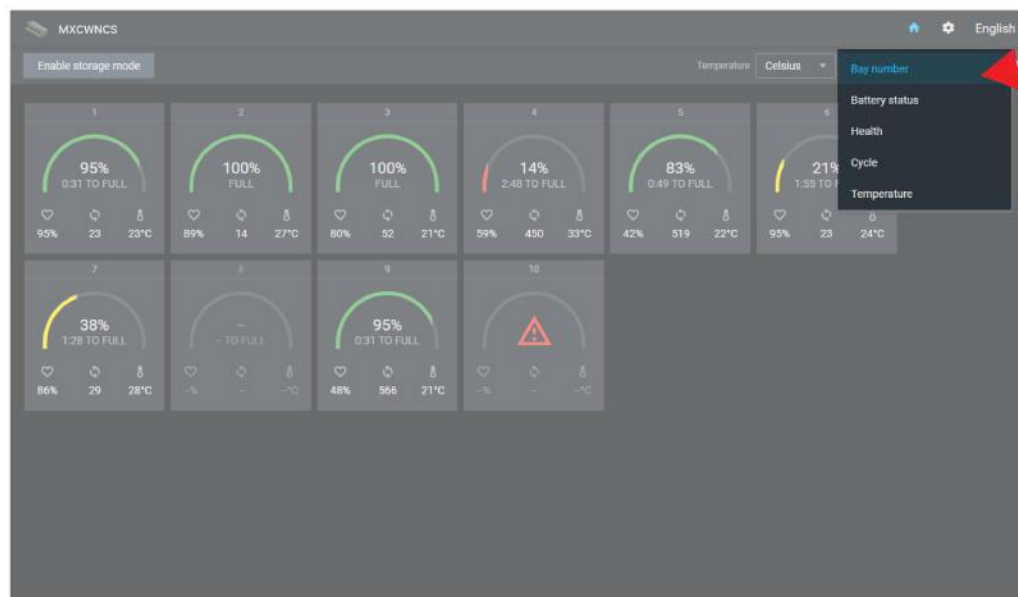 MXCWNCS
English
Enable storage mode
Temperature Celsius
Bay number
Battery status
Health
Cycle
Temperature
1 2 3 4 5 6
95% 100% 100% 14% 83% 21%
0:31 TO FULL FULL FULL 2:48 TO FULL 0:49 TO FULL 1:55 TO
95% 23 23°C 89% 14 27°C 80% 52 21°C 59% 450 33°C 42% 519 22°C 95% 23 24°C
7 8 9 10
38% – 95%
1:28 TO FULL – TO FULL 0:31 TO FULL
86% 29 28°C –% – –°C 48% 566 21°C –% – –°C